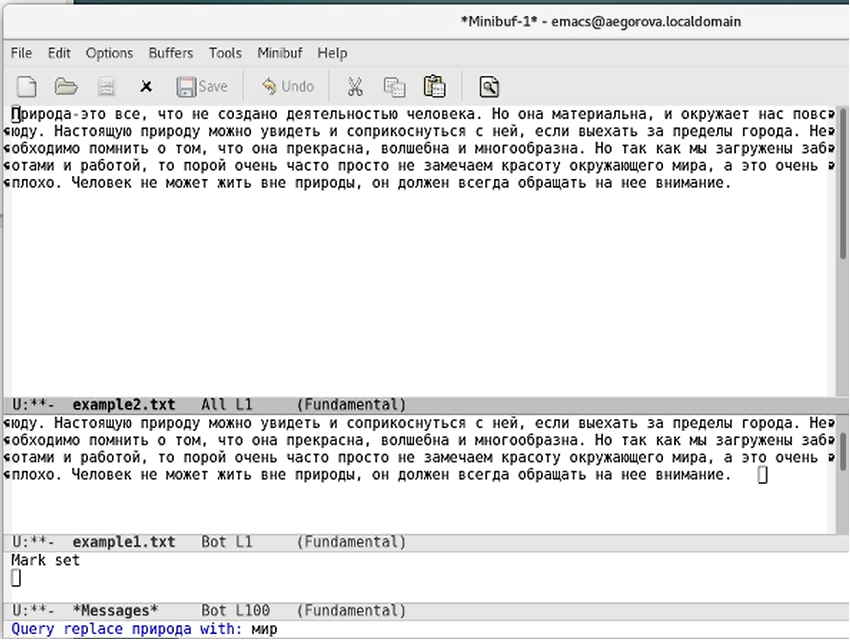 *Minibuf-1* - emacs@aegorova.localdomain
File Edit Options Buffers Tools Minibuf Help
Save Undo
Природа-это все, что не создано деятельностью человека. Но она материальна, и окружает нас повс
юду. Настоящую природу можно увидеть и соприкоснуться с ней, если выехать за пределы города. Не
обходимо помнить о том, что она прекрасна, волшебна и многообразна. Но так как мы загружены заб
отами и работой, то порой очень часто просто не замечаем красоту окружающего мира, а это очень
плохо. Человек не может жить вне природы, он должен всегда обращать на нее внимание.
U:**- example2.txt All L1 (Fundamental)
юду. Настоящую природу можно увидеть и соприкоснуться с ней, если выехать за пределы города. Не
обходимо помнить о том, что она прекрасна, волшебна и многообразна. Но так как мы загружены заб
отами и работой, то порой очень часто просто не замечаем красоту окружающего мира, а это очень
плохо. Человек не может жить вне природы, он должен всегда обращать на нее внимание.
U:**- example1.txt Bot L1 (Fundamental)
Mark set
U:**- *Messages* Bot L100 (Fundamental)
Query replace природа with: мир